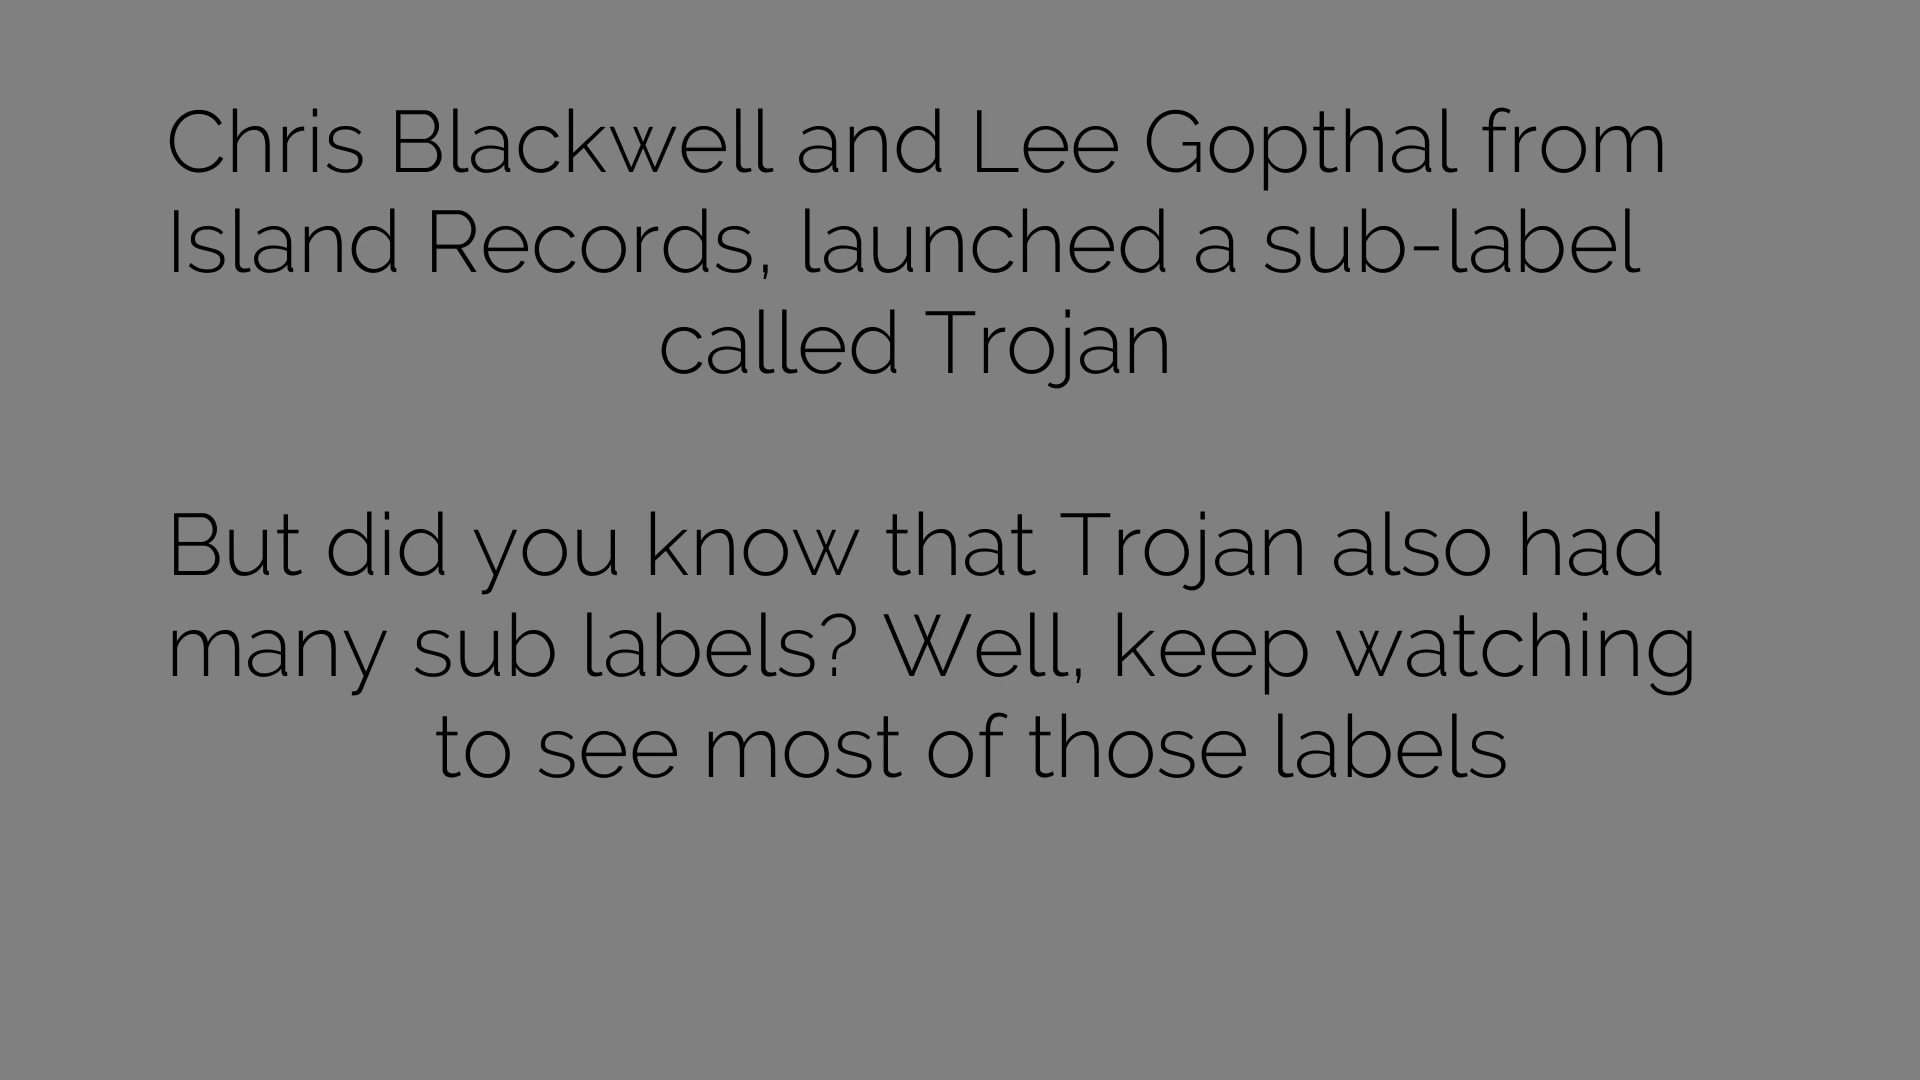 Chris Blackwell and Lee Gopthal from
Island Records, launched a sub-label
called Trojan
But did you know that Trojan also had
many sub labels? Well, keep watching
to see most of those labels